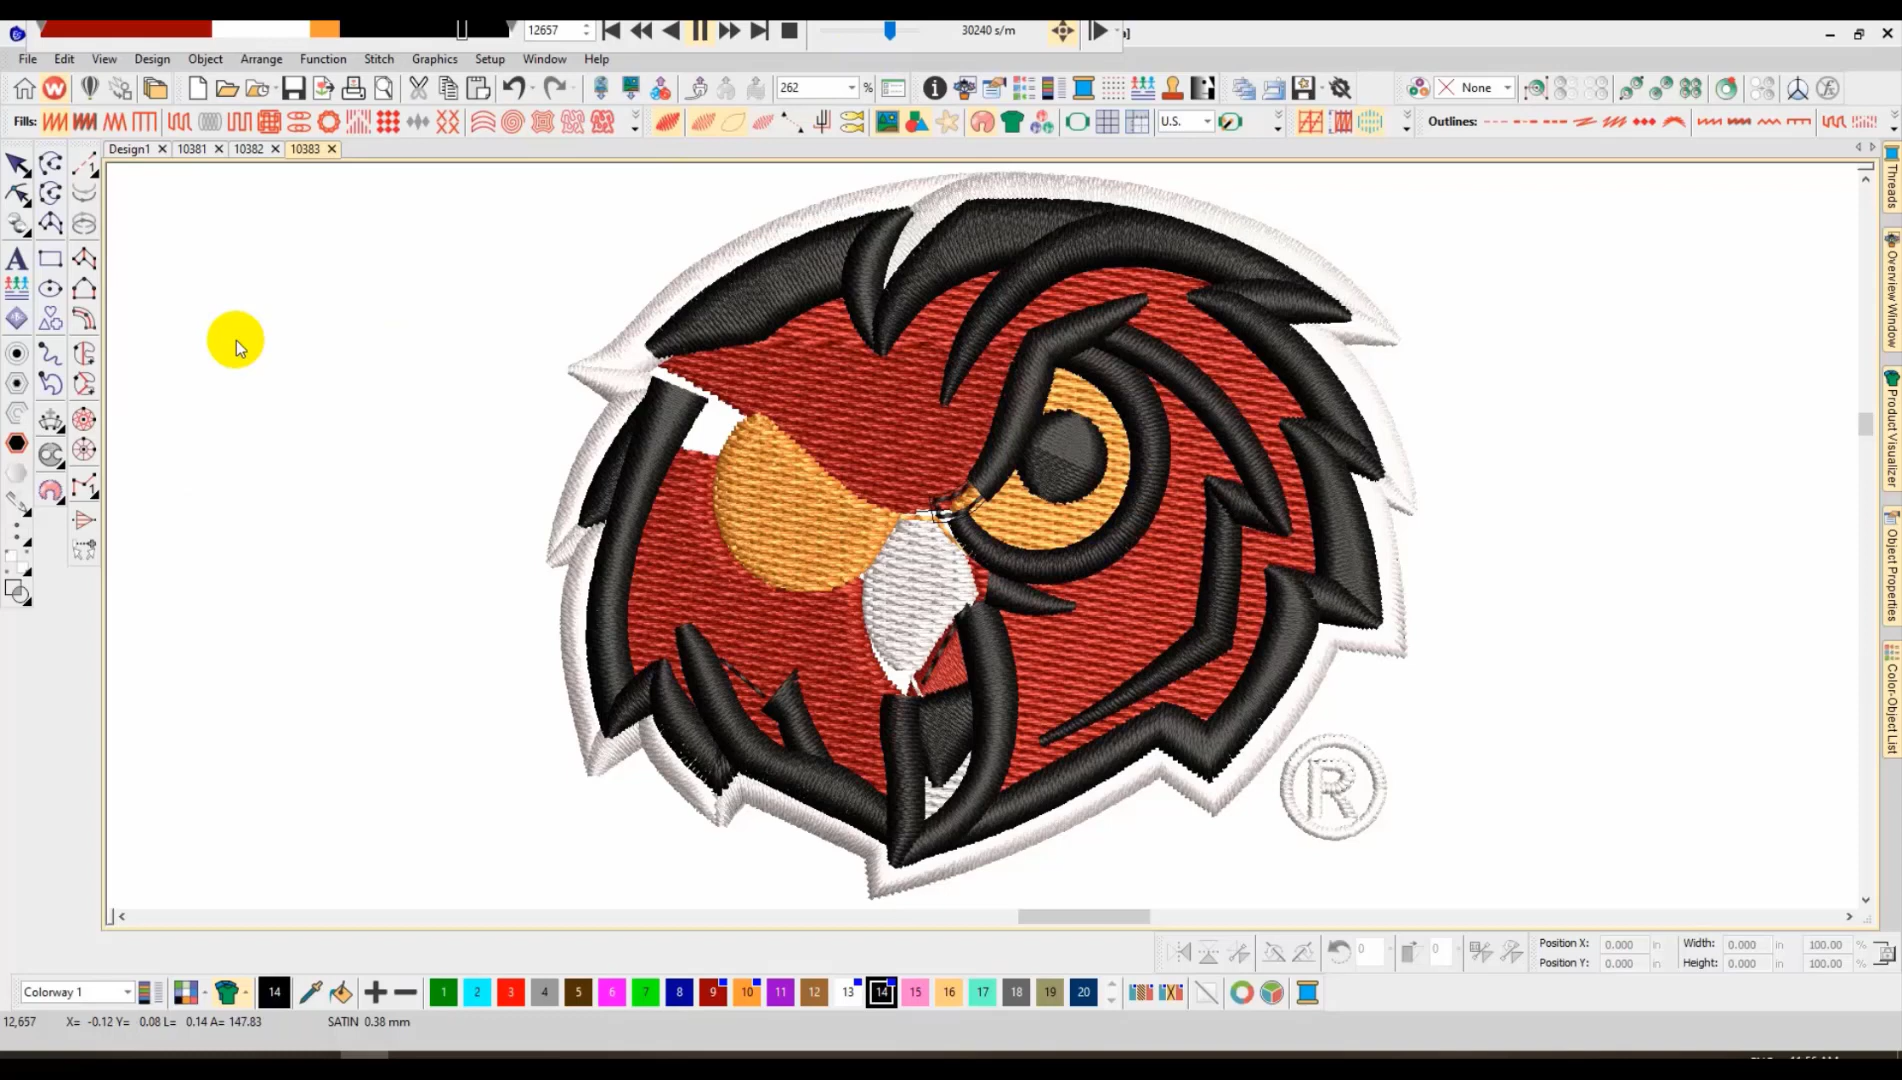 12657 30240 s/m a]
File Edit View Design Object Arrange Function Stitch Graphics Setup Window Help
262 % None
Fills: U.S. Outlines:
Design1 10381 10382 10383
A
Threads
Overview Window
Product Visualizer
Object Properties
Color-Object List
R
0 0 Position X: 0.000 in Width: 0.000 in 100.00 %
Position Y: 0.000 in Height: 0.000 in 100.00 %
Colorway 1 14 1 2 3 4 5 6 7 8 9 10 11 12 13 14 15 16 17 18 19 20
12,657 X= -0.12 Y= 0.08 L= 0.14 A= 147.83 SATIN 0.38 mm